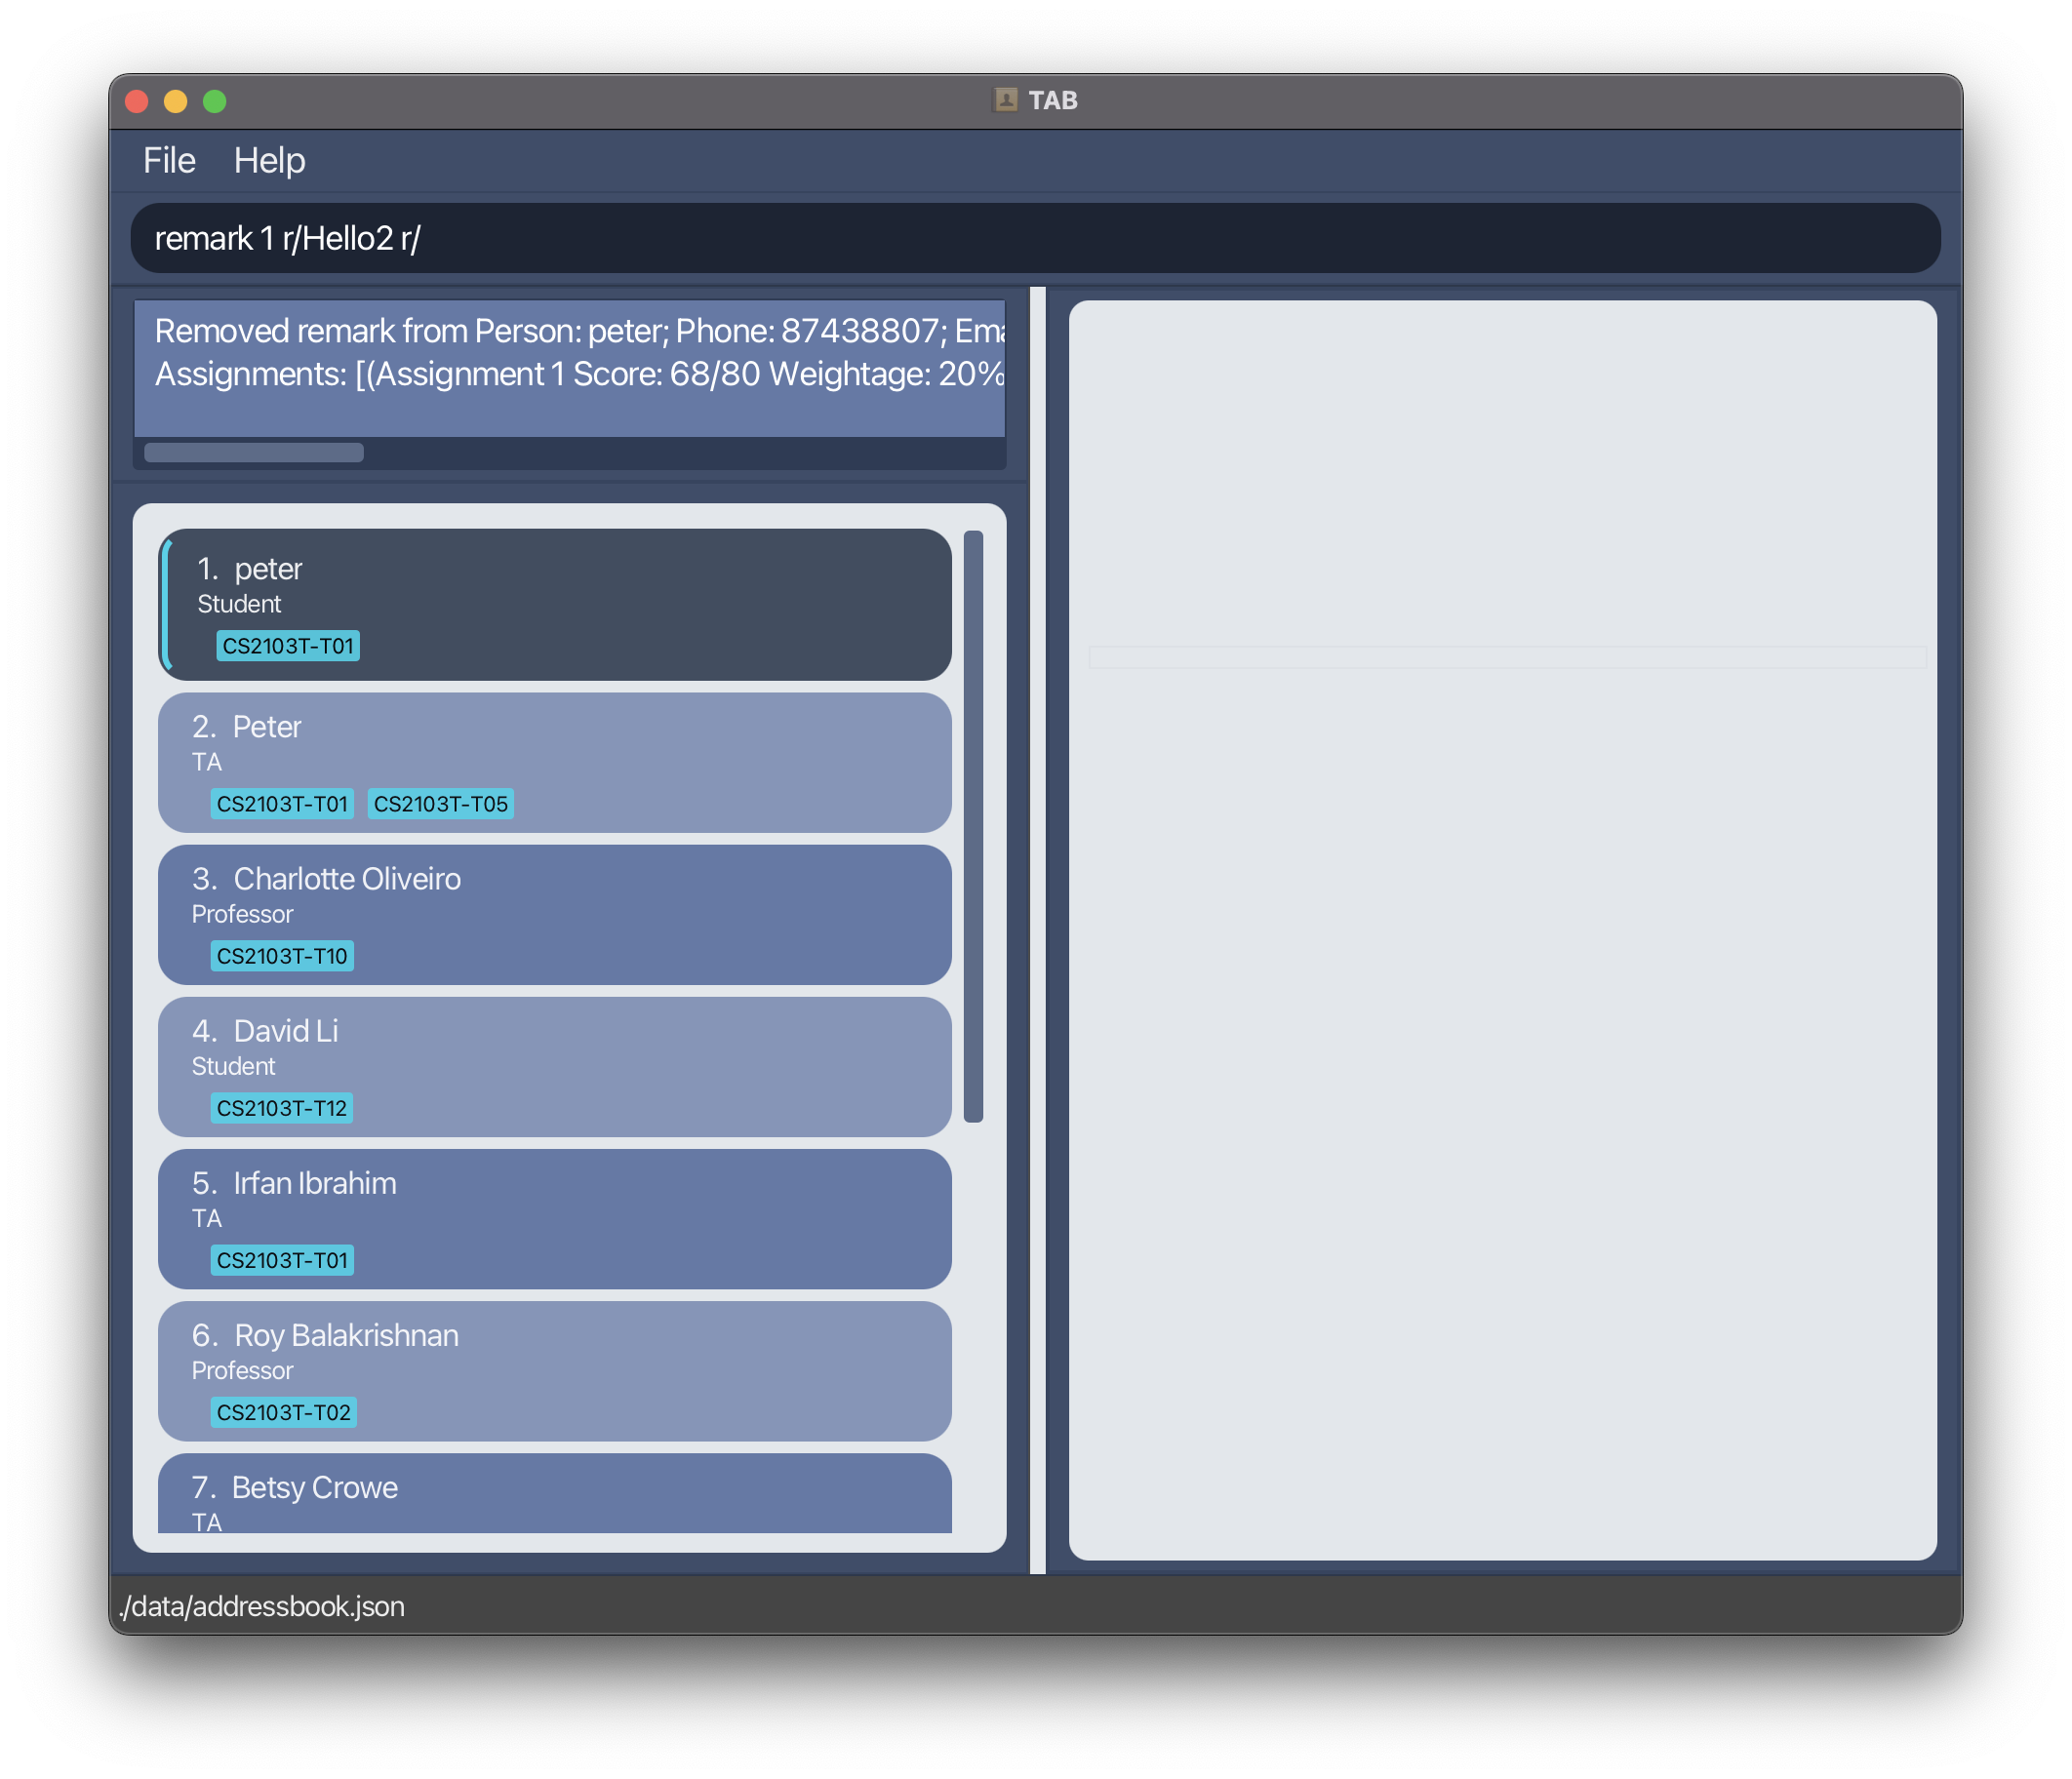 TAB
File Help
remark 1 r/Hello2 r/
Removed remark from Person: peter; Phone: 87438807; Ema
Assignments: [(Assignment 1 Score: 68/80 Weightage: 20%
1. peter
Student
CS2103T-T01
2. Peter
TA
CS2103T-T01 CS2103T-T05
3. Charlotte Oliveiro
Professor
CS2103T-T10
4. David Li
Student
CS2103T-T12
5. Irfan Ibrahim
TA
CS2103T-T01
6. Roy Balakrishnan
Professor
CS2103T-T02
7. Betsy Crowe
TA
./data/addressbook.json